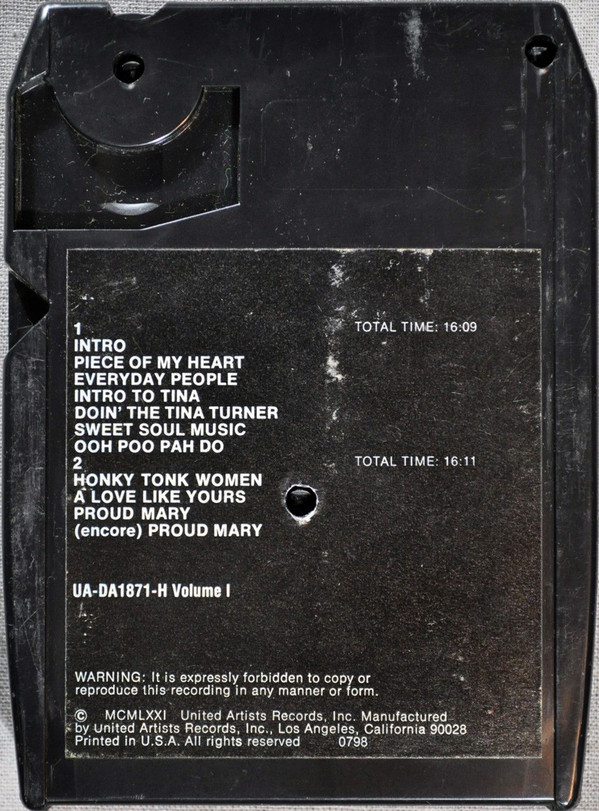 1
TOTAL TIME: 16:09
INTRO
PIECE OF MY HEART
EVERYDAY PEOPLE
INTRO TO TINA
DOIN' THE TINA TURNER
SWEET SOUL MUSIC
OOH POO PAH DO
2
TOTAL TIME: 16:11
HONKY TONK WOMEN
A LOVE LIKE YOURS
PROUD MARY
(encore) PROUD MARY
UA-DA1871-H Volume I
WARNING: It is expressly forbidden to copy or
reproduce this recording in any manner or form.
© MCMLXXI United Artists Records, Inc. Manufactured
by United Artists Records, Inc., Los Angeles, California 90028
Printed in U.S.A. All rights reserved 0798